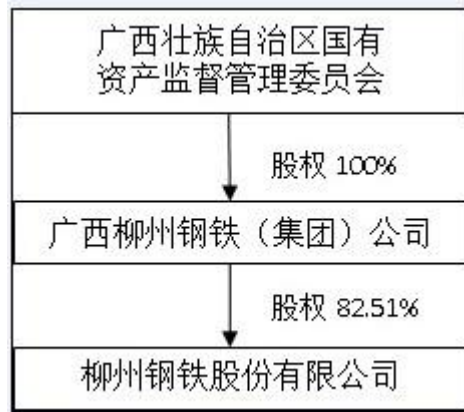 广西壮族自治区国有
资产监督管理委员会
股权 100%
广西柳州钢铁（集团）公司
股权 82.51%
柳州钢铁股份有限公司